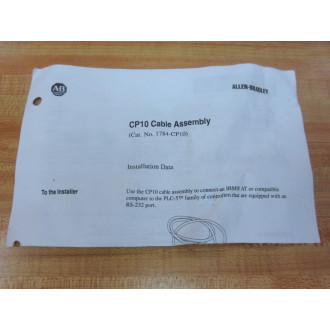 AB
ALLEN-BRADLEY
CP10 Cable Assembly
(Cat. No. 1784-CP10)
Installation Data
To the Installer
Use the CP10 cable assembly to connect an IBM® AT or compatible
computer to the PLC-5™ family of controllers that are equipped with an
RS-232 port.